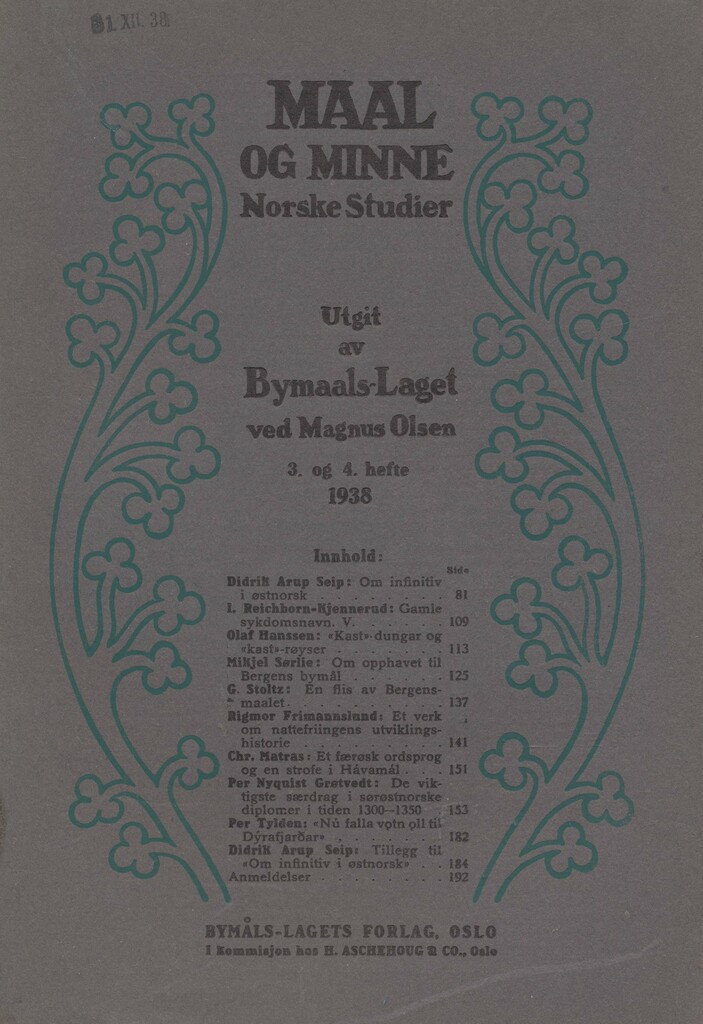 31. XII. 38
MAAL
OG MINNE
Norske Studier
Utgit
av
Bymaals-Laget
ved Magnus Olsen
3. og 4. hefte
1938
Innhold:
Side
Didrik Arup Seip: Om infinitiv
i østnorsk . . . . . . . . 81
I. Reichborn-Kjennerud: Gamle
sykdomsnavn. V. . . . . . . 109
Olaf Hanssen: «Kast»-dungar og
«kast»-røyser . . . . . . . 113
Mikjel Sørlie: Om opphavet til
Bergens bymål . . . . . . 125
G. Stoltz: En flis av Bergens-
maalet . . . . . . . . . 137
Rigmor Frimannslund: Et verk
om nattefriingens utviklings-
historie . . . . . . . . . 141
Chr. Matras: Et færøsk ordsprog
og en strofe i Håvamål . . . 151
Per Nyquist Grøtvedt: De vik-
tigste særdrag i sørøstnorske
diplomer i tiden 1300—1350 . . 153
Per Tylden: «Nú falla vǫtn ǫll til
Dýrafjarðar» . . . . . . . 182
Didrik Arup Seip: Tillegg til
«Om infinitiv i østnorsk» . . 184
Anmeldelser . . . . . . . . 192
BYMÅLS-LAGETS FORLAG, OSLO
I kommisjon hos H. ASCHEHOUG & CO., Oslo